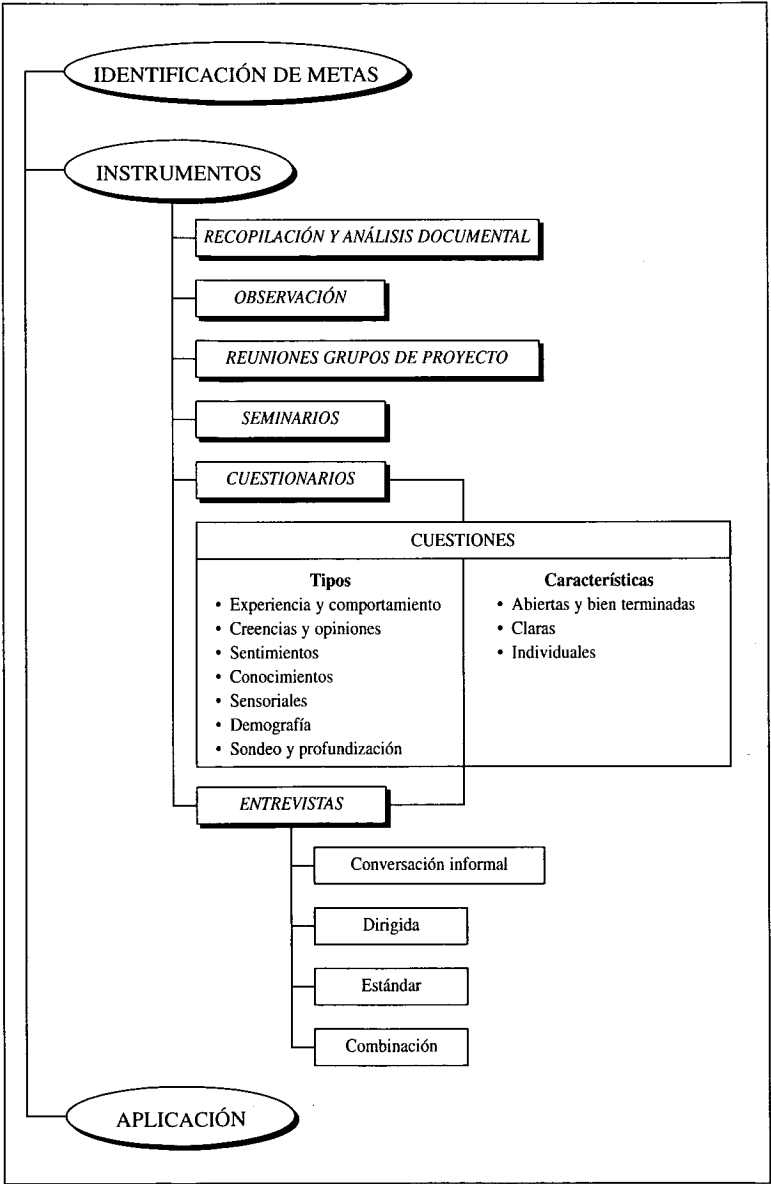 IDENTIFICACIÓN DE METAS
INSTRUMENTOS
RECOPILACIÓN Y ANÁLISIS DOCUMENTAL
OBSERVACIÓN
REUNIONES GRUPOS DE PROYECTO
SEMINARIOS
CUESTIONARIOS
CUESTIONES
Tipos
• Experiencia y comportamiento
• Creencias y opiniones
• Sentimientos
• Conocimientos
• Sensoriales
• Demografía
• Sondeo y profundización
Características
• Abiertas y bien terminadas
• Claras
• Individuales
ENTREVISTAS
Conversación informal
Dirigida
Estándar
Combinación
APLICACIÓN